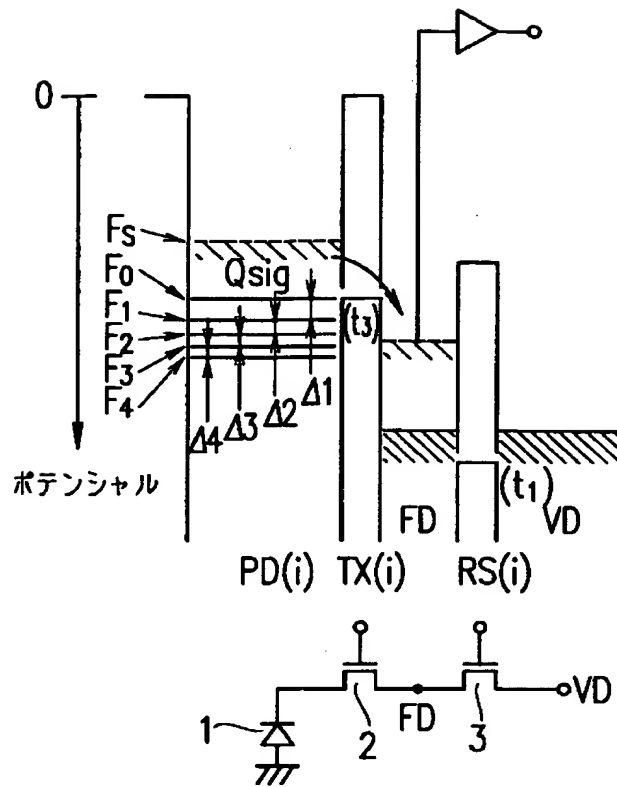 0
Fs
F0
Qsig
F1
(t3)
F2
F3
F4
Δ1
Δ2
Δ3
Δ4
ポテンシャル
(t1)
FD
VD
PD(i)
TX(i)
RS(i)
1
2
FD
3
VD